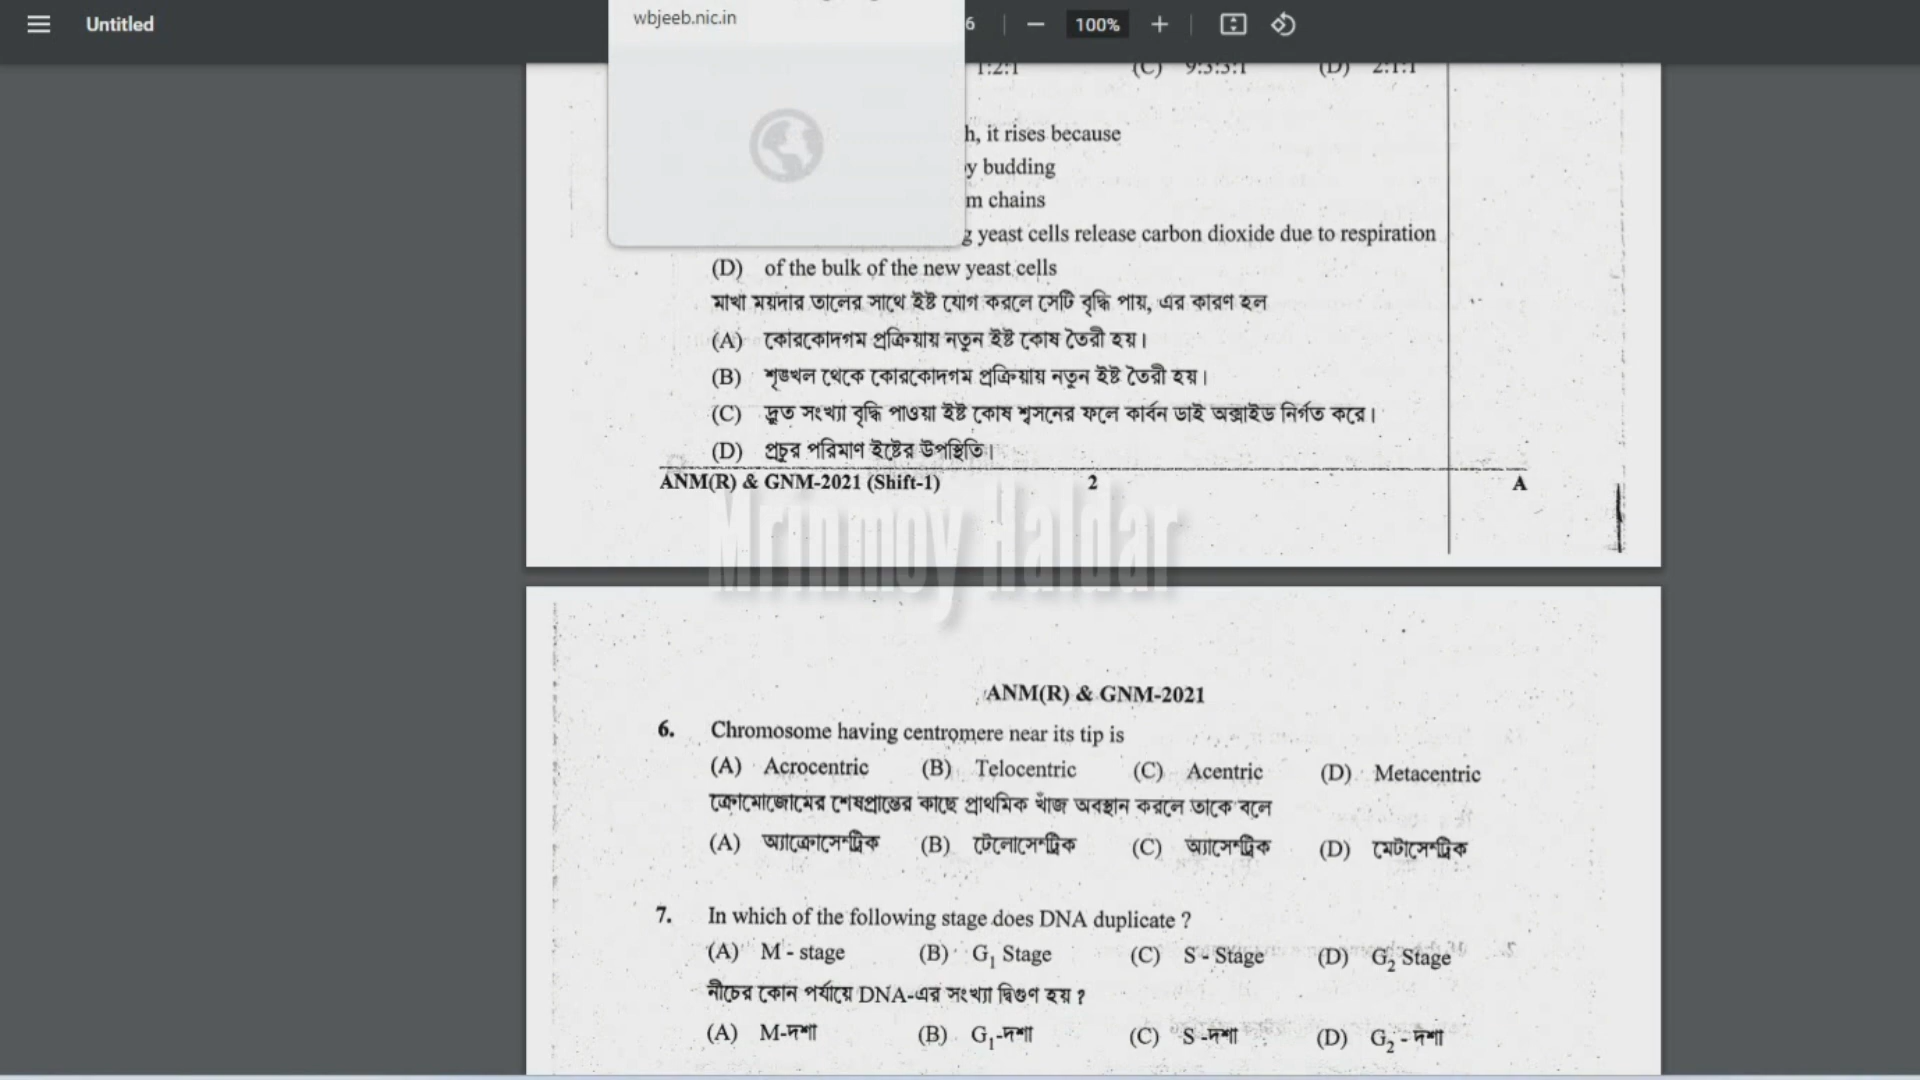 Untitled
wbjeeb.nic.in
6
100%
1:2:1 (C) 9:3:3:1 (D) 2:1:1
h, it rises because
y budding
m chains
g yeast cells release carbon dioxide due to respiration
(D) of the bulk of the new yeast cells
মাখা ময়দার তালের সাথে ইষ্ট যোগ করলে সেটি বৃদ্ধি পায়, এর কারণ হল
(A) কোরকোদগম প্রক্রিয়ায় নতুন ইষ্ট কোষ তৈরী হয়।
(B) শৃঙখল থেকে কোরকোদগম প্রক্রিয়ায় নতুন ইষ্ট তৈরী হয়।
(C) দ্রুত সংখ্যা বৃদ্ধি পাওয়া ইষ্ট কোষ শ্বসনের ফলে কার্বন ডাই অক্সাইড নির্গত করে।
(D) প্রচুর পরিমাণ ইষ্টের উপস্থিতি।
ANM(R) & GNM-2021 (Shift-1) 2 A
Mrinmoy Haldar
ANM(R) & GNM-2021
6. Chromosome having centromere near its tip is
(A) Acrocentric (B) Telocentric (C) Acentric (D) Metacentric
ক্রোমোজোমের শেষপ্রান্তের কাছে প্রাথমিক খাঁজ অবস্থান করলে তাকে বলে
(A) অ্যাক্রোসেন্ট্রিক (B) টেলোসেন্ট্রিক (C) অ্যাসেন্ট্রিক (D) মেটাসেন্ট্রিক
7. In which of the following stage does DNA duplicate ?
(A) M - stage (B) G₁ Stage (C) S - Stage (D) G₂ Stage
নীচের কোন পর্যায়ে DNA-এর সংখ্যা দ্বিগুণ হয় ?
(A) M-দশা (B) G₁-দশা (C) S -দশা (D) G₂ - দশা